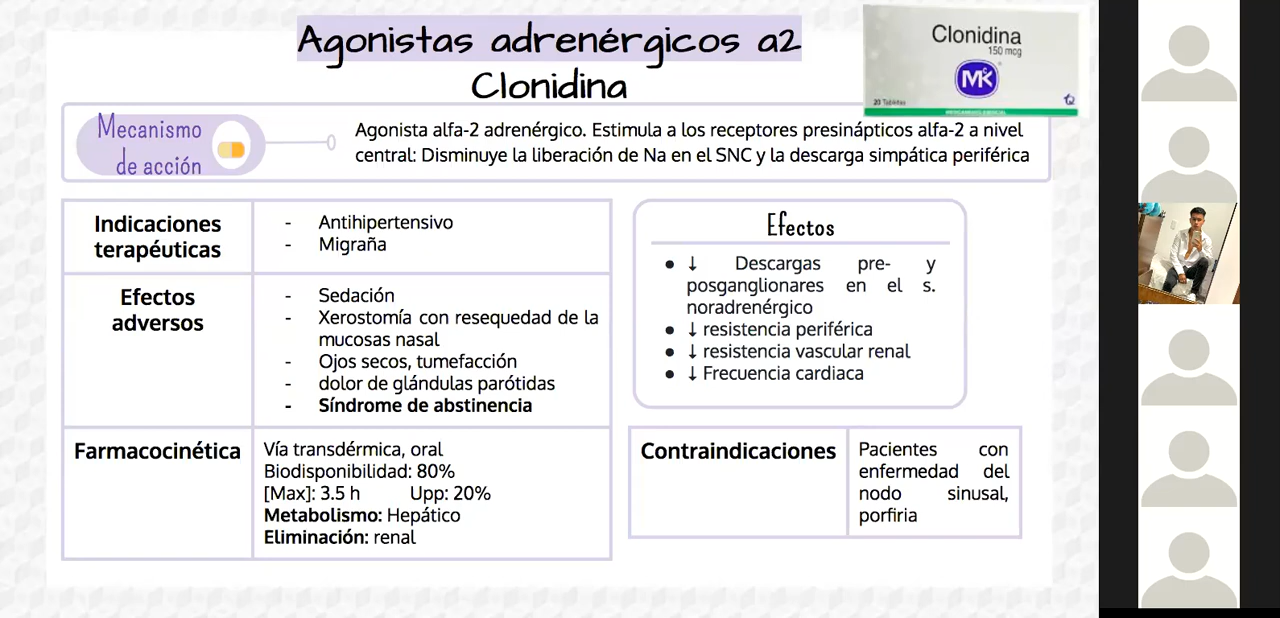 Agonistas adrenérgicos a2
Clonidina
Clonidina
150 mcg
MK
20 Tabletas
Mecanismo
de acción
Agonista alfa-2 adrenérgico. Estimula a los receptores presinápticos alfa-2 a nivel
central: Disminuye la liberación de Na en el SNC y la descarga simpática periférica
Indicaciones
terapéuticas
- Antihipertensivo
- Migraña
Efectos
adversos
- Sedación
- Xerostomía con resequedad de la
mucosas nasal
- Ojos secos, tumefacción
- dolor de glándulas parótidas
- Síndrome de abstinencia
Farmacocinética
Vía transdérmica, oral
Biodisponibilidad: 80%
[Max]: 3.5 h Upp: 20%
Metabolismo: Hepático
Eliminación: renal
Efectos
● ↓ Descargas pre- y
posganglionares en el s.
noradrenérgico
● ↓ resistencia periférica
● ↓ resistencia vascular renal
● ↓ Frecuencia cardiaca
Contraindicaciones
Pacientes con
enfermedad del
nodo sinusal,
porfiria